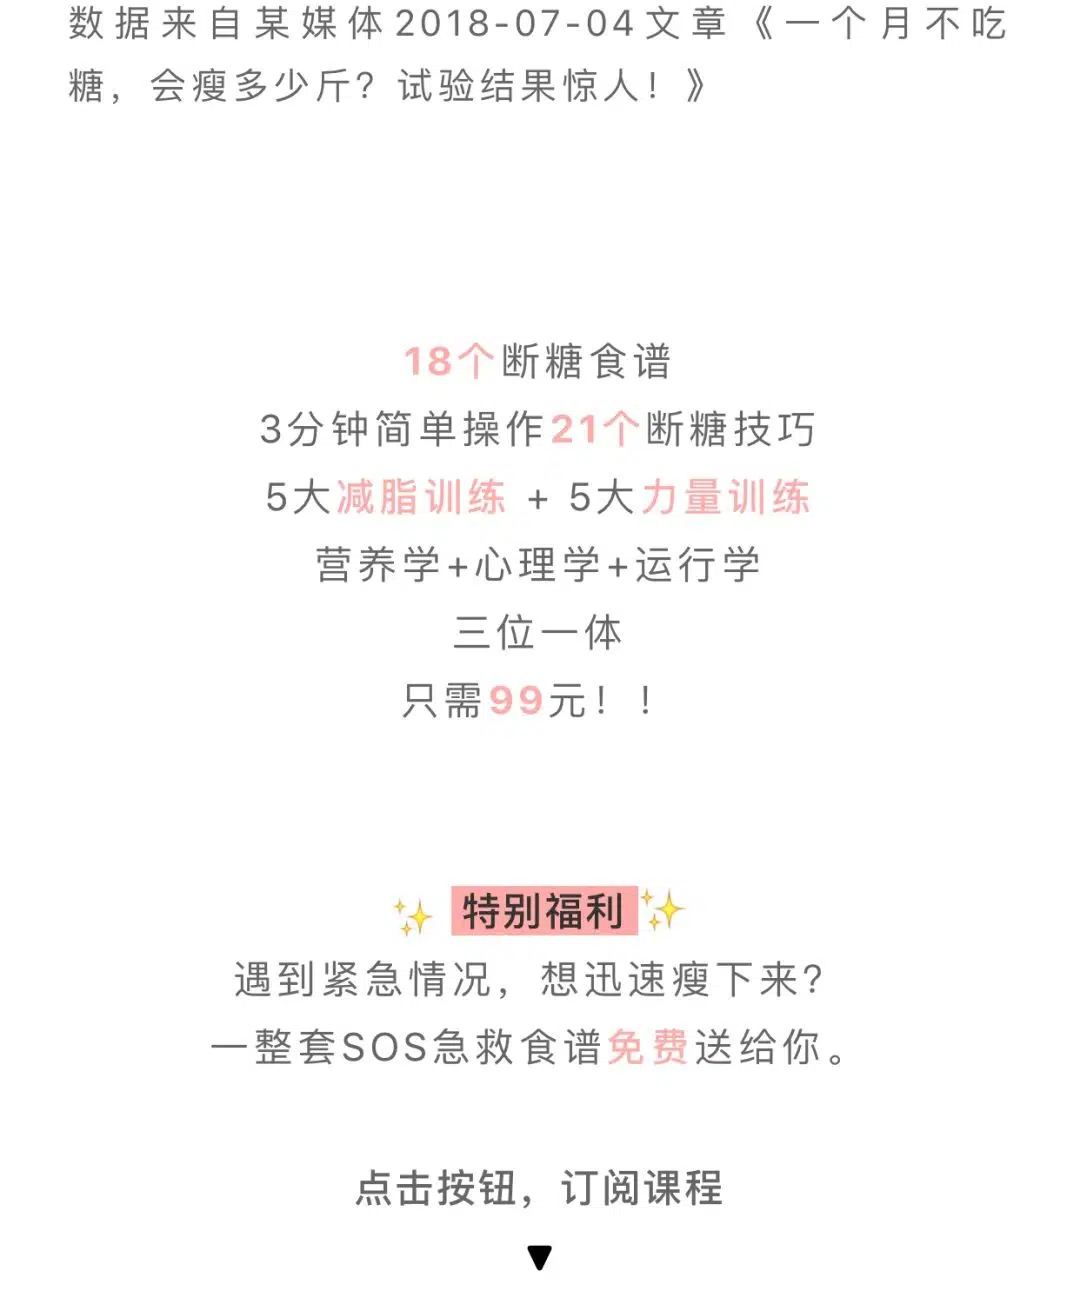 数据来自某媒体2018-07-04文章《一个月不吃
糖，会瘦多少斤？试验结果惊人！》
18个断糖食谱
3分钟简单操作21个断糖技巧
5大减脂训练 + 5大力量训练
营养学+心理学+运行学
三位一体
只需99元！！
✨ 特别福利✨
遇到紧急情况，想迅速瘦下来？
一整套SOS急救食谱免费送给你。
点击按钮，订阅课程